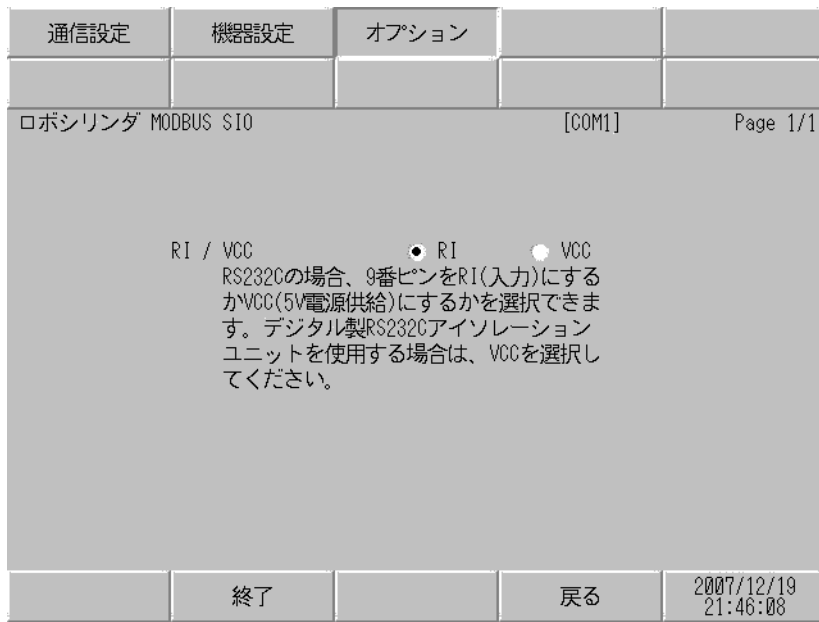 通信設定 機器設定 オプション
ロボシリンダ MODBUS SIO [COM1] Page 1/1
RI / VCC RI VCC
RS232Cの場合、9番ピンをRI(入力)にする
かVCC(5V電源供給)にするかを選択できま
す。デジタル製RS232Cアイソレーション
ユニットを使用する場合は、VCCを選択し
てください。
終了 戻る 2007/12/19
21:46:08